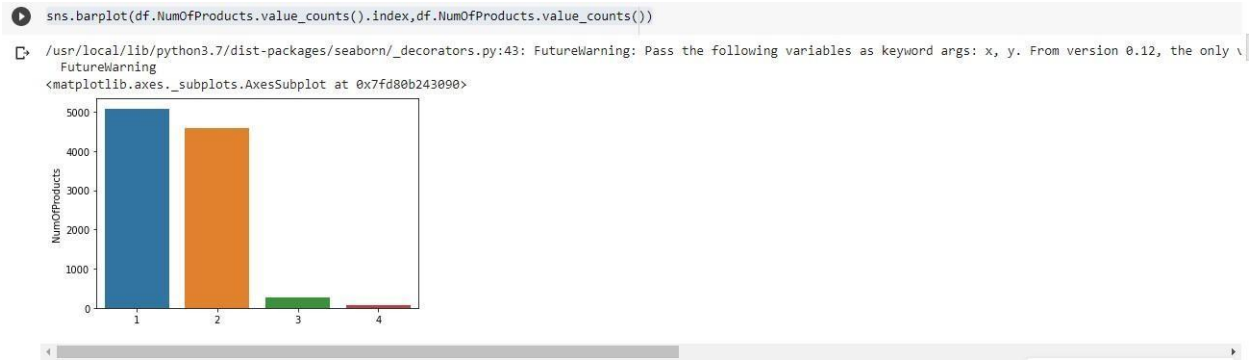 sns.barplot(df.NumOfProducts.value_counts().index,df.NumOfProducts.value_counts())
/usr/local/lib/python3.7/dist-packages/seaborn/_decorators.py:43: FutureWarning: Pass the following variables as keyword args: x, y. From version 0.12, the only
FutureWarning
<matplotlib.axes._subplots.AxesSubplot at 0x7fd80b243090>
5000
4000
3000
2000
1000
0
NumOfProducts
1 2 3 4